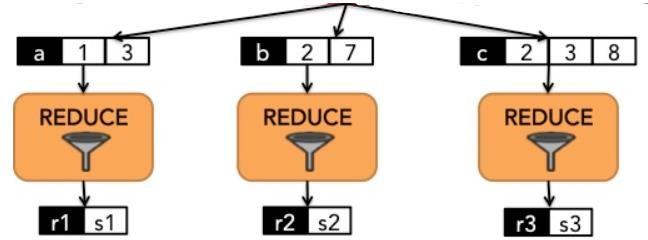 a 1 3 b 2 7 c 2 3 8
REDUCE REDUCE REDUCE
r1 s1 r2 s2 r3 s3